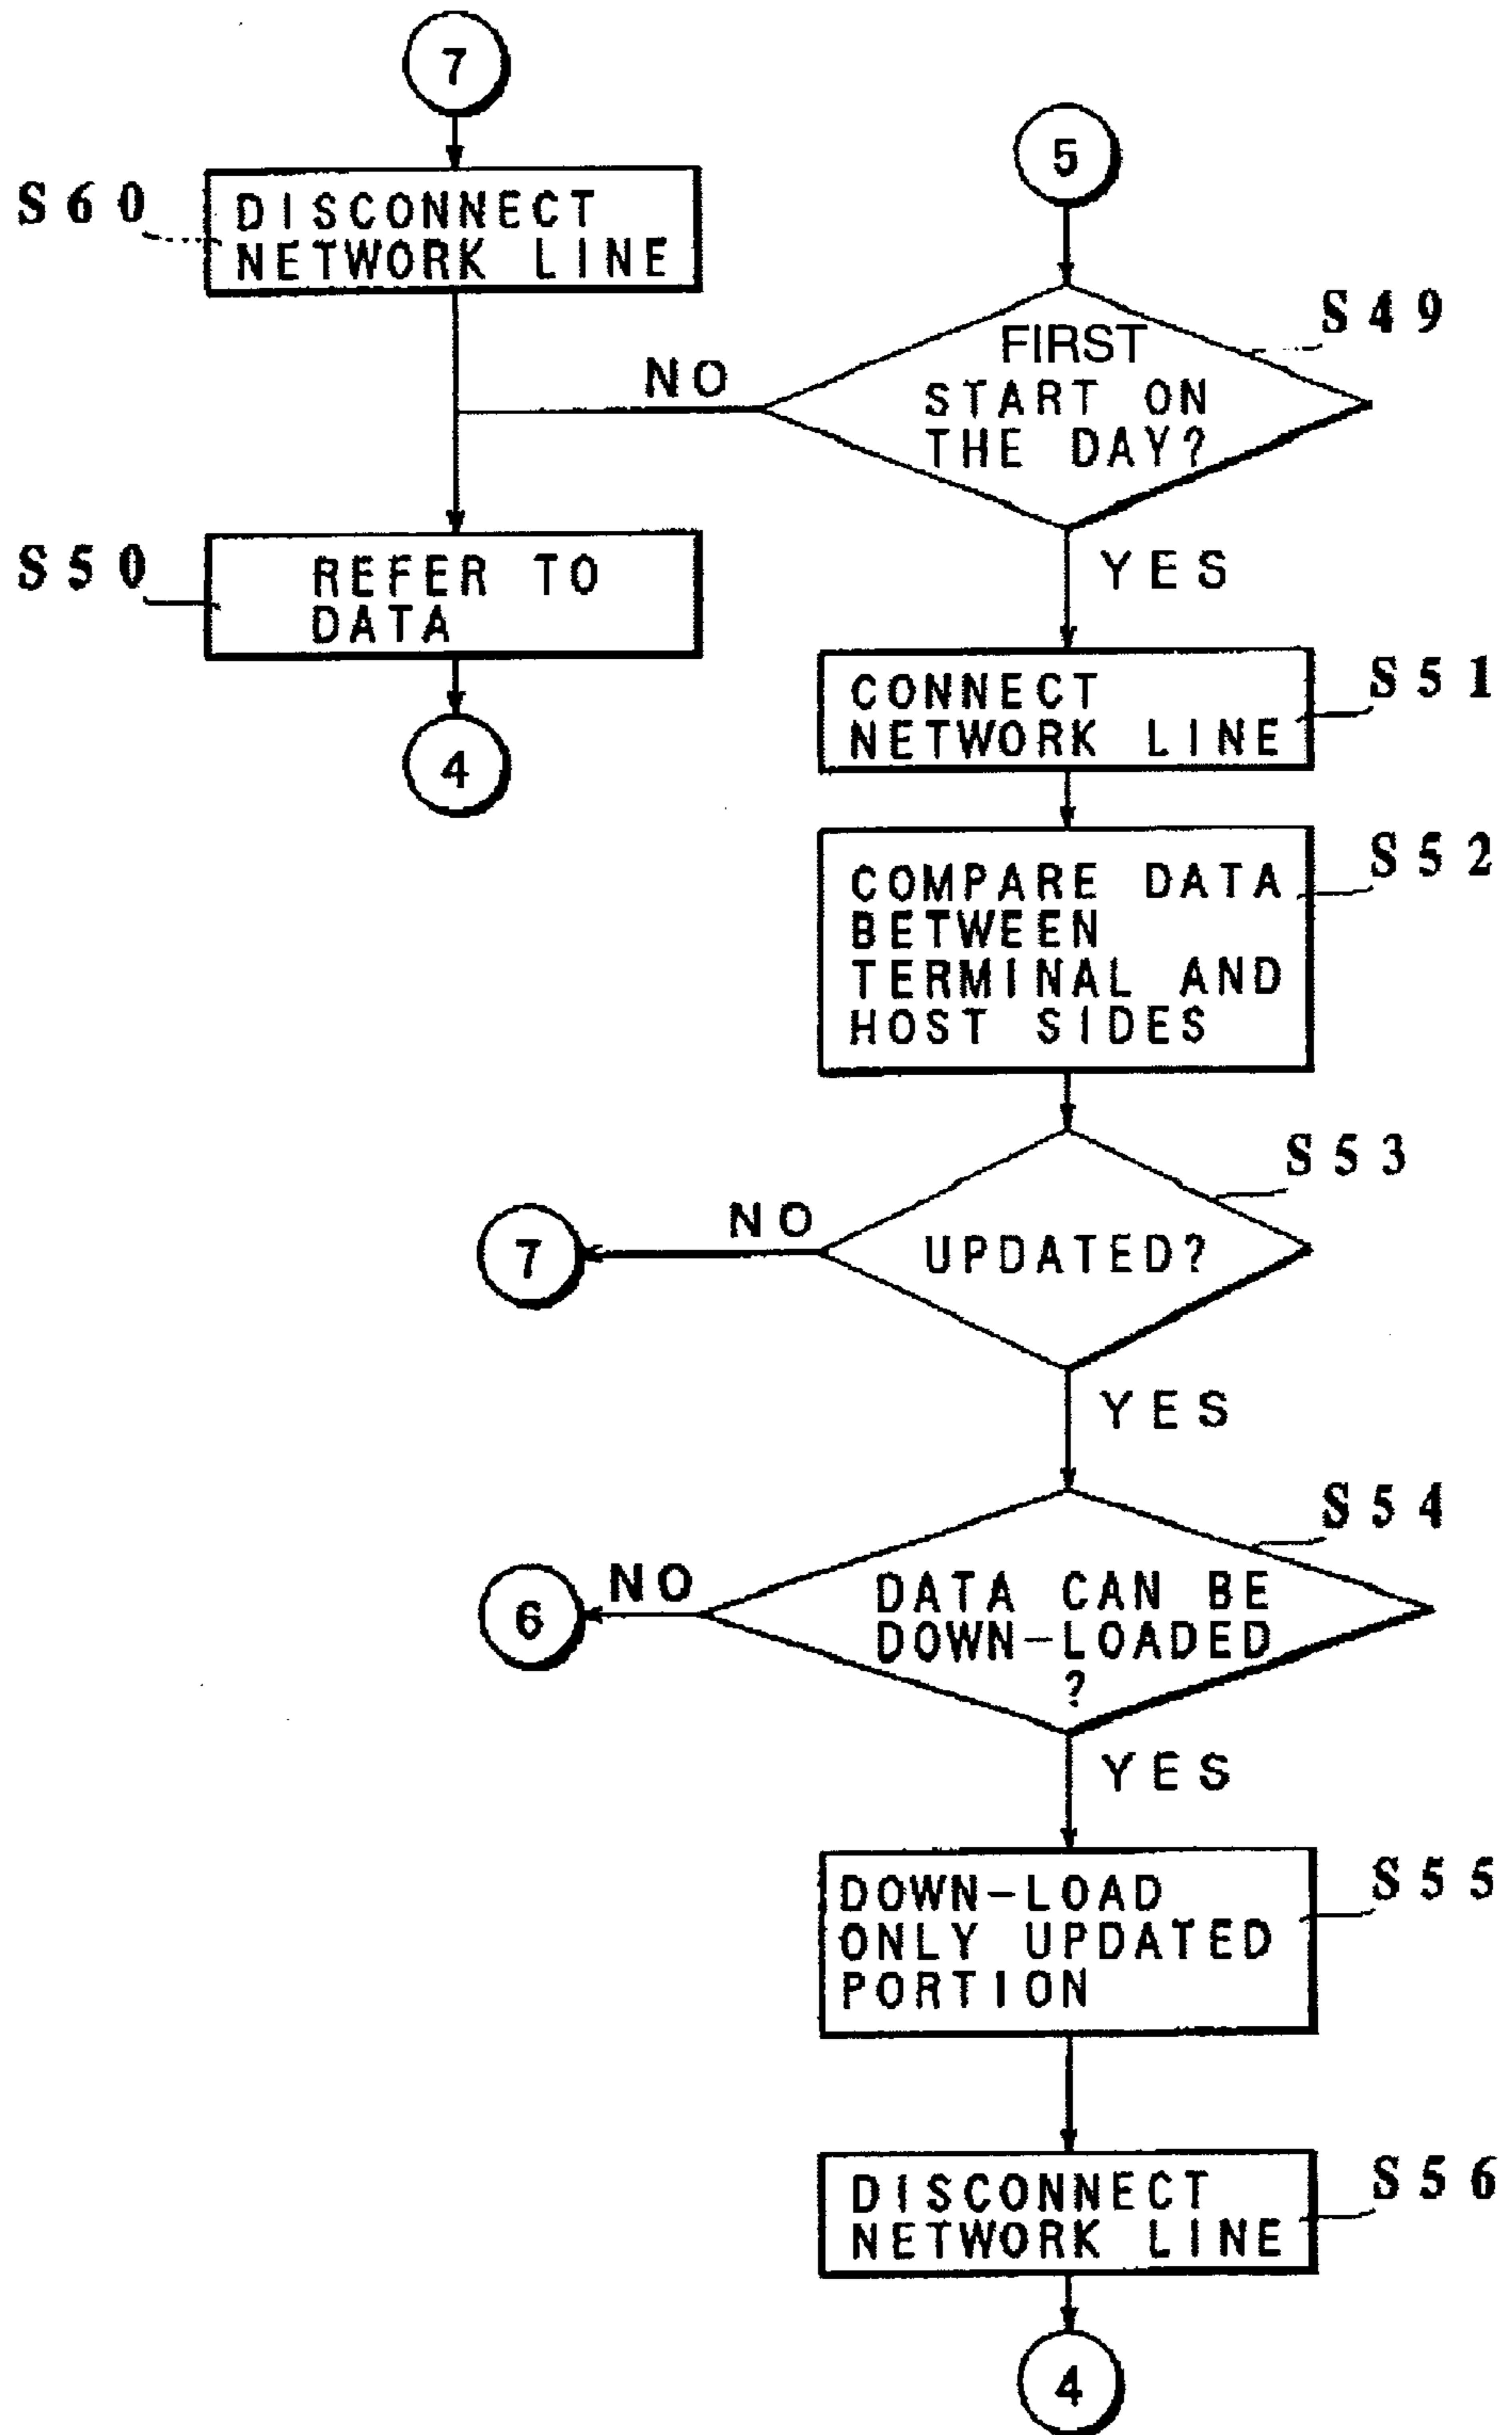 7
S60
DISCONNECT
NETWORK LINE
5
S49
FIRST
START ON
THE DAY?
NO
YES
S50
REFER TO
DATA
4
S51
CONNECT
NETWORK LINE
S52
COMPARE DATA
BETWEEN
TERMINAL AND
HOST SIDES
S53
UPDATED?
NO
7
YES
S54
DATA CAN BE
DOWN-LOADED
?
NO
6
YES
S55
DOWN-LOAD
ONLY UPDATED
PORTION
S56
DISCONNECT
NETWORK LINE
4